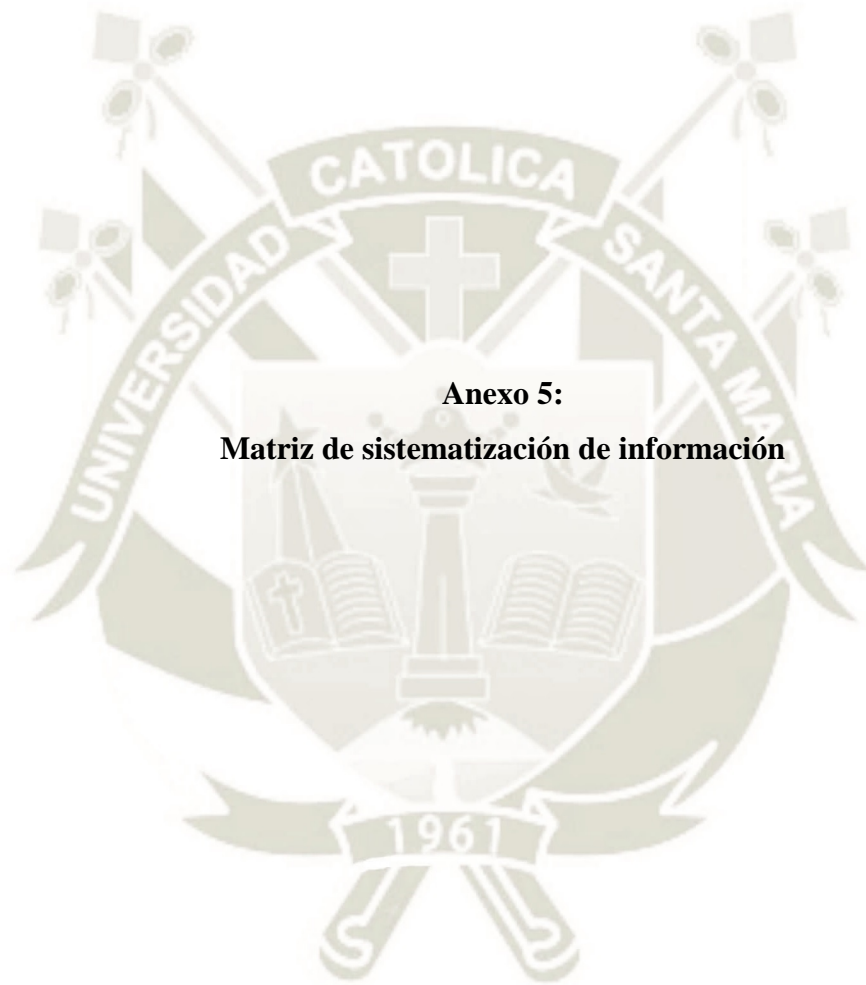 CATOLICA
UNIVERSIDAD
SANTA MARIA
Anexo 5:
Matriz de sistematización de información
1961